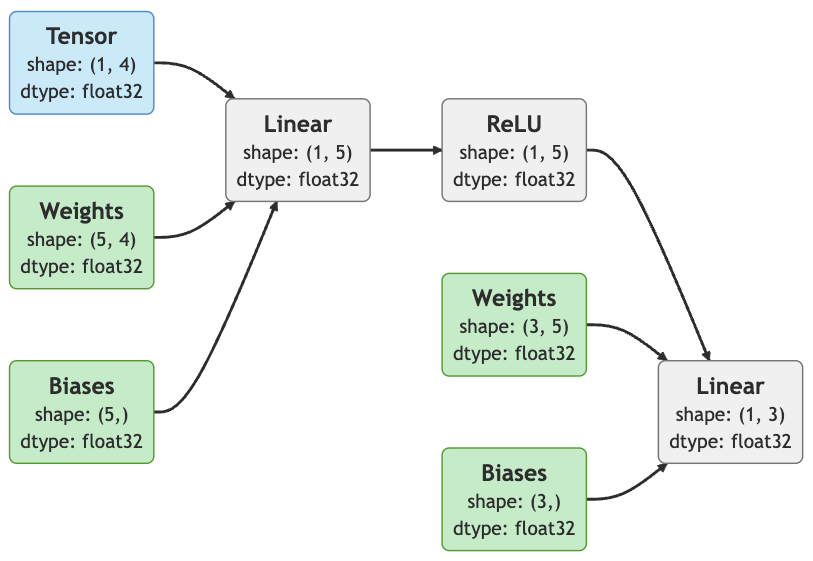 Tensor
shape: (1, 4)
dtype: float32
Linear
shape: (1, 5)
dtype: float32
ReLU
shape: (1, 5)
dtype: float32
Weights
shape: (5, 4)
dtype: float32
Weights
shape: (3, 5)
dtype: float32
Biases
shape: (5,)
dtype: float32
Linear
shape: (1, 3)
dtype: float32
Biases
shape: (3,)
dtype: float32